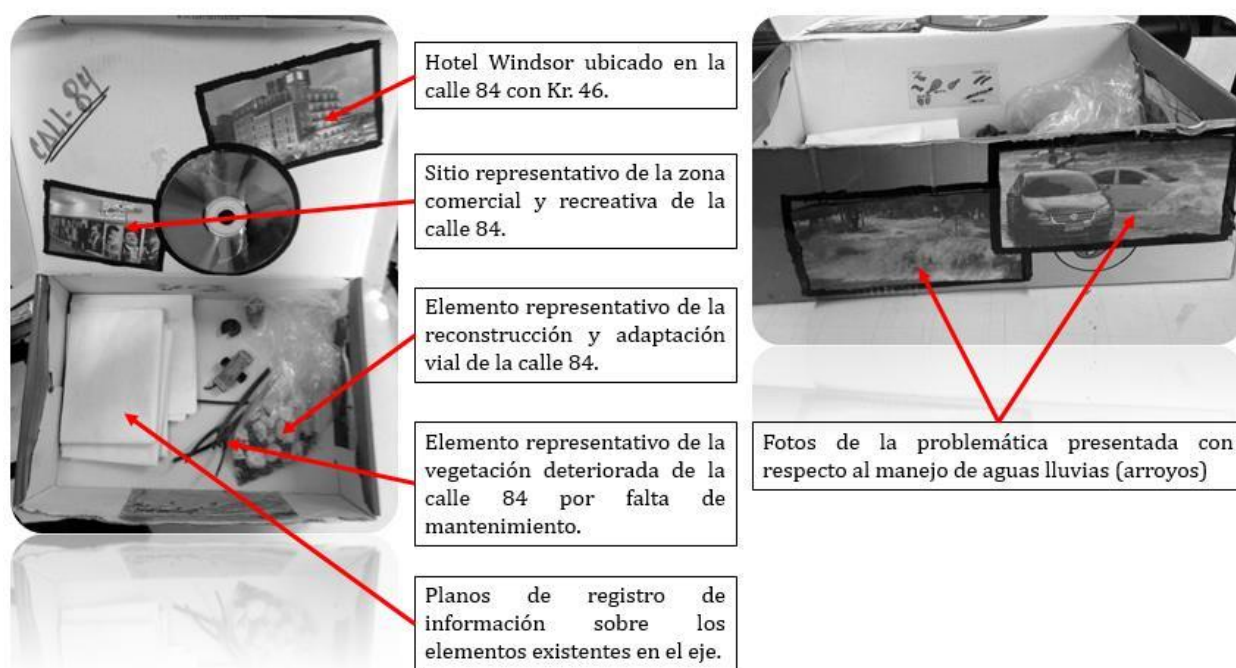 CALLE 84
Hotel Windsor ubicado en la
calle 84 con Kr. 46.
Sitio representativo de la zona
comercial y recreativa de la
calle 84.
Elemento representativo de la
reconstrucción y adaptación
vial de la calle 84.
Elemento representativo de la
vegetación deteriorada de la
calle 84 por falta de
mantenimiento.
Planos de registro de
información sobre los
elementos existentes en el eje.
Fotos de la problemática presentada con
respecto al manejo de aguas lluvias (arroyos)